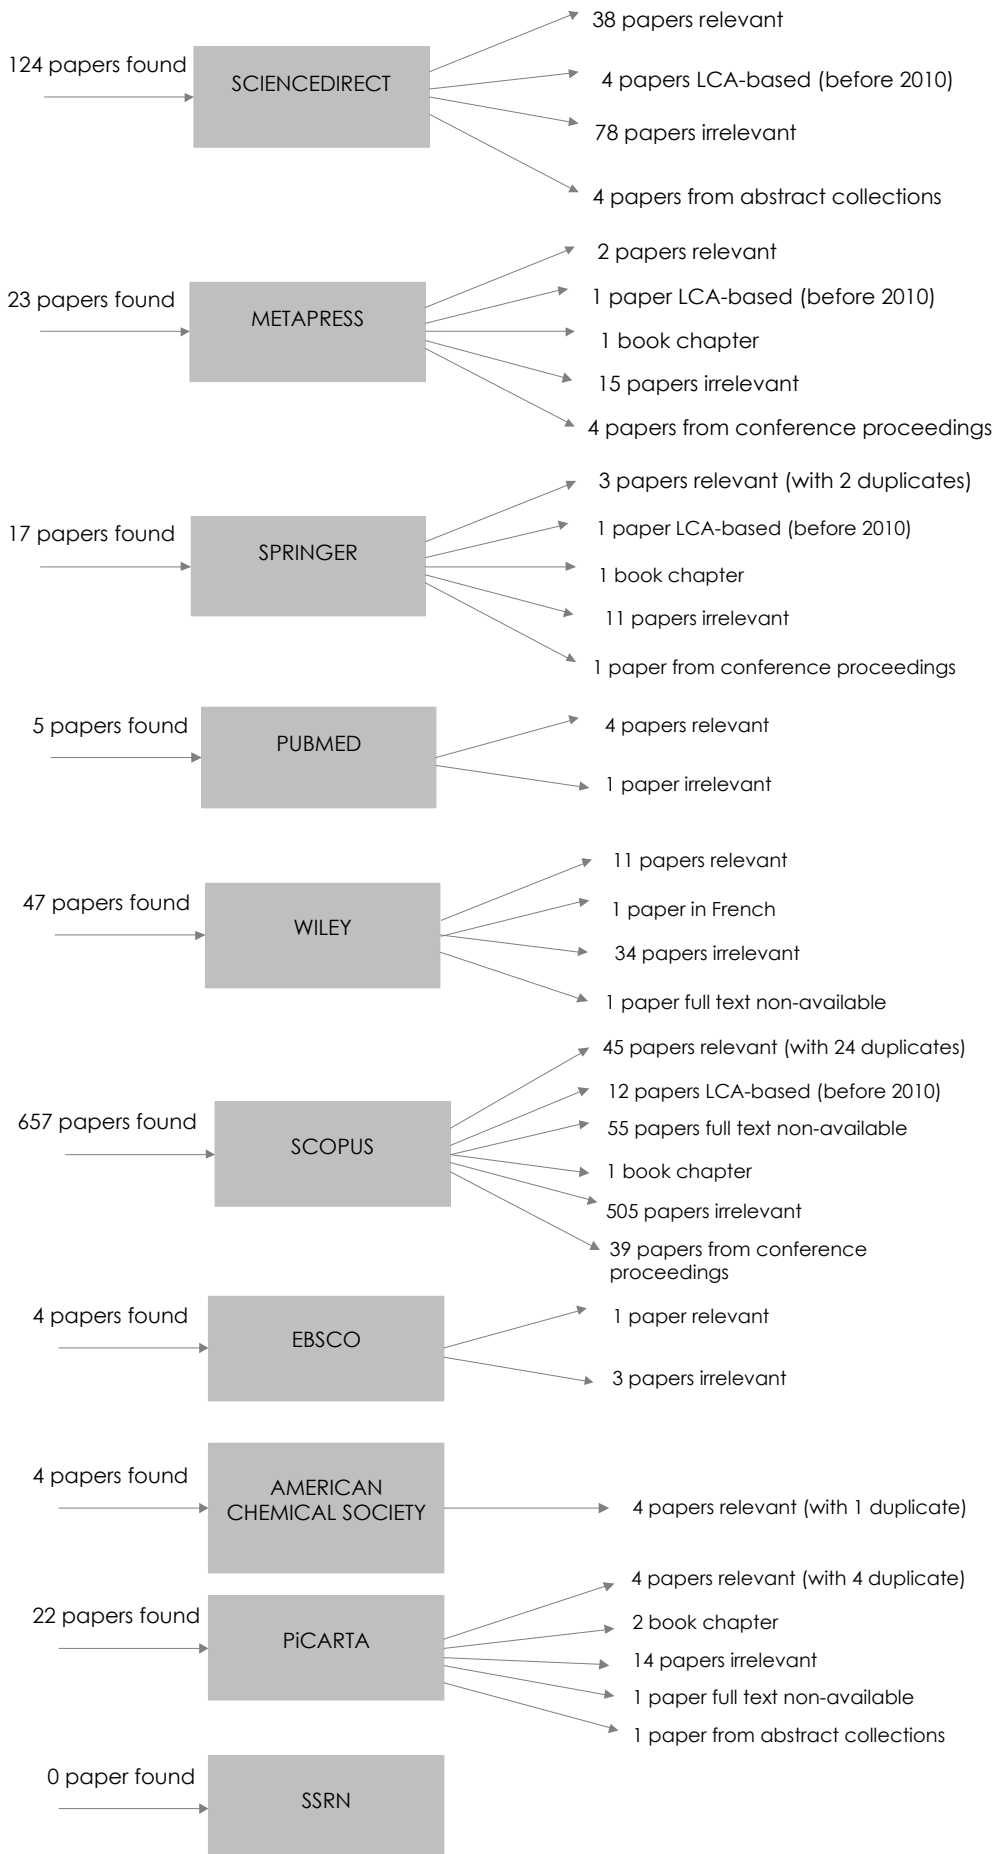 124 papers found
SCIENCEDIRECT
38 papers relevant
4 papers LCA-based (before 2010)
78 papers irrelevant
4 papers from abstract collections
23 papers found
METAPRESS
2 papers relevant
1 paper LCA-based (before 2010)
1 book chapter
15 papers irrelevant
4 papers from conference proceedings
17 papers found
SPRINGER
3 papers relevant (with 2 duplicates)
1 paper LCA-based (before 2010)
1 book chapter
11 papers irrelevant
1 paper from conference proceedings
5 papers found
PUBMED
4 papers relevant
1 paper irrelevant
47 papers found
WILEY
11 papers relevant
1 paper in French
34 papers irrelevant
1 paper full text non-available
657 papers found
SCOPUS
45 papers relevant (with 24 duplicates)
12 papers LCA-based (before 2010)
55 papers full text non-available
1 book chapter
505 papers irrelevant
39 papers from conference
proceedings
4 papers found
EBSCO
1 paper relevant
3 papers irrelevant
4 papers found
AMERICAN
CHEMICAL SOCIETY
4 papers relevant (with 1 duplicate)
22 papers found
PiCARTA
4 papers relevant (with 4 duplicate)
2 book chapter
14 papers irrelevant
1 paper full text non-available
1 paper from abstract collections
0 paper found
SSRN